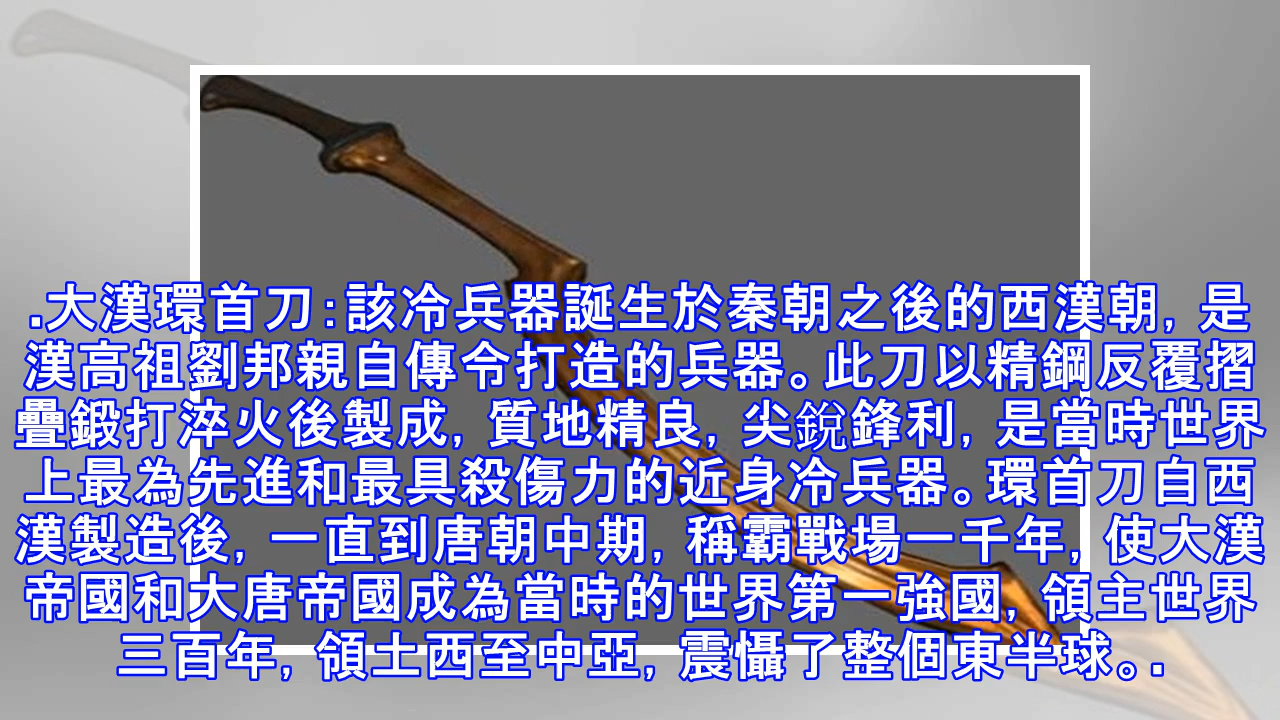 .大漢環首刀:該冷兵器誕生於秦朝之後的西漢朝, 是
漢高祖劉邦親自傳令打造的兵器。此刀以精鋼反覆摺
疊鍛打淬火後製成, 質地精良, 尖銳鋒利, 是當時世界
上最為先進和最具殺傷力的近身冷兵器。環首刀自西
漢製造後, 一直到唐朝中期, 稱霸戰場一千年, 使大漢
帝國和大唐帝國成為當時的世界第一強國, 領主世界
三百年, 領土西至中亞, 震懾了整個東半球。.